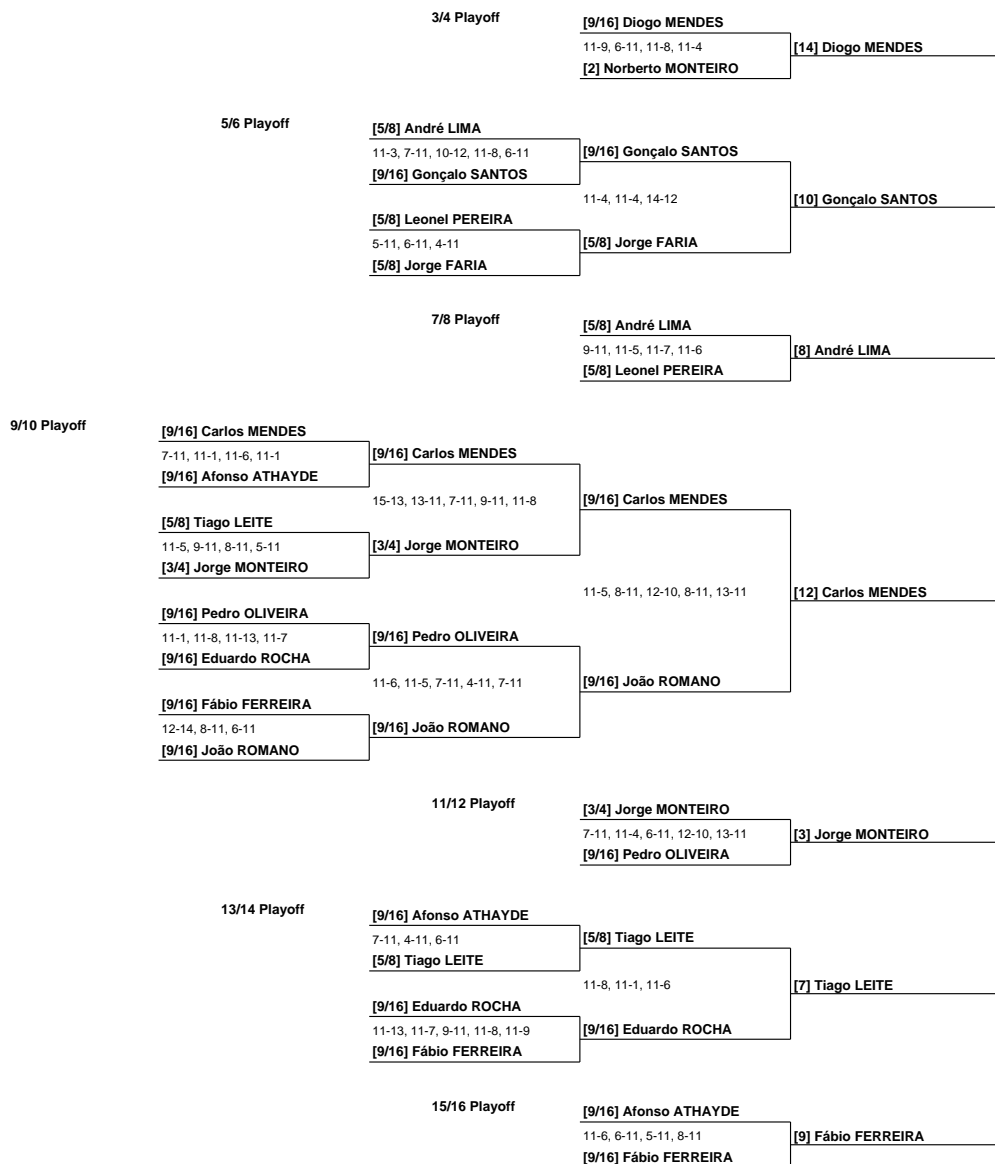 3/4 Playoff
[9/16] Diogo MENDES
11-9, 6-11, 11-8, 11-4
[14] Diogo MENDES
[2] Norberto MONTEIRO
5/6 Playoff
[5/8] André LIMA
11-3, 7-11, 10-12, 11-8, 6-11
[9/16] Gonçalo SANTOS
[9/16] Gonçalo SANTOS
11-4, 11-4, 14-12
[10] Gonçalo SANTOS
[5/8] Leonel PEREIRA
5-11, 6-11, 4-11
[5/8] Jorge FARIA
[5/8] Jorge FARIA
7/8 Playoff
[5/8] André LIMA
9-11, 11-5, 11-7, 11-6
[8] André LIMA
[5/8] Leonel PEREIRA
9/10 Playoff
[9/16] Carlos MENDES
7-11, 11-1, 11-6, 11-1
[9/16] Carlos MENDES
[9/16] Afonso ATHAYDE
15-13, 13-11, 7-11, 9-11, 11-8
[9/16] Carlos MENDES
[5/8] Tiago LEITE
11-5, 9-11, 8-11, 5-11
[3/4] Jorge MONTEIRO
[3/4] Jorge MONTEIRO
11-5, 8-11, 12-10, 8-11, 13-11
[12] Carlos MENDES
[9/16] Pedro OLIVEIRA
11-1, 11-8, 11-13, 11-7
[9/16] Pedro OLIVEIRA
[9/16] Eduardo ROCHA
11-6, 11-5, 7-11, 4-11, 7-11
[9/16] João ROMANO
[9/16] Fábio FERREIRA
12-14, 8-11, 6-11
[9/16] João ROMANO
[9/16] João ROMANO
11/12 Playoff
[3/4] Jorge MONTEIRO
7-11, 11-4, 6-11, 12-10, 13-11
[3] Jorge MONTEIRO
[9/16] Pedro OLIVEIRA
13/14 Playoff
[9/16] Afonso ATHAYDE
7-11, 4-11, 6-11
[5/8] Tiago LEITE
[5/8] Tiago LEITE
11-8, 11-1, 11-6
[7] Tiago LEITE
[9/16] Eduardo ROCHA
11-13, 11-7, 9-11, 11-8, 11-9
[9/16] Eduardo ROCHA
[9/16] Fábio FERREIRA
15/16 Playoff
[9/16] Afonso ATHAYDE
11-6, 6-11, 5-11, 8-11
[9] Fábio FERREIRA
[9/16] Fábio FERREIRA